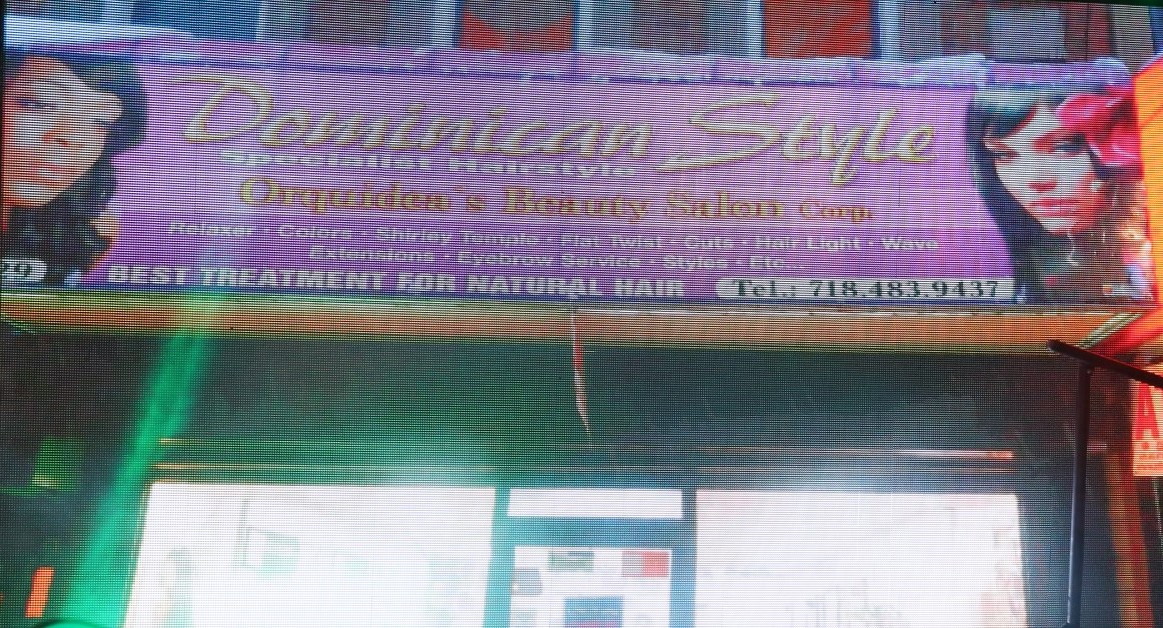 Dominican Style
Specialist Hairstyle
Orquidea's Beauty Salon Corp.
Relaxer · Colors · Shirley Temple · Flat Twist · Cuts · Hair Light · Wave
Extensions · Eyebrow Service · Styles · Etc...
29
BEST TREATMENT FOR NATURAL HAIR
Tel.: 718.483.9437